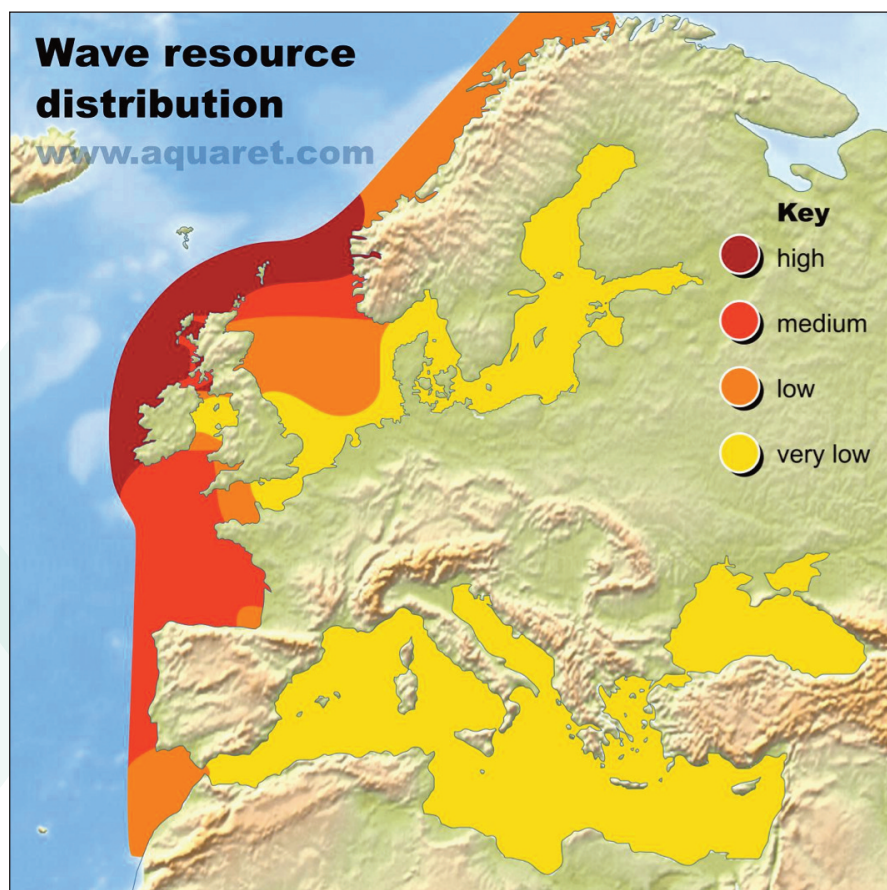 Wave resource
distribution
www.aquaret.com
Key
high
medium
low
very low